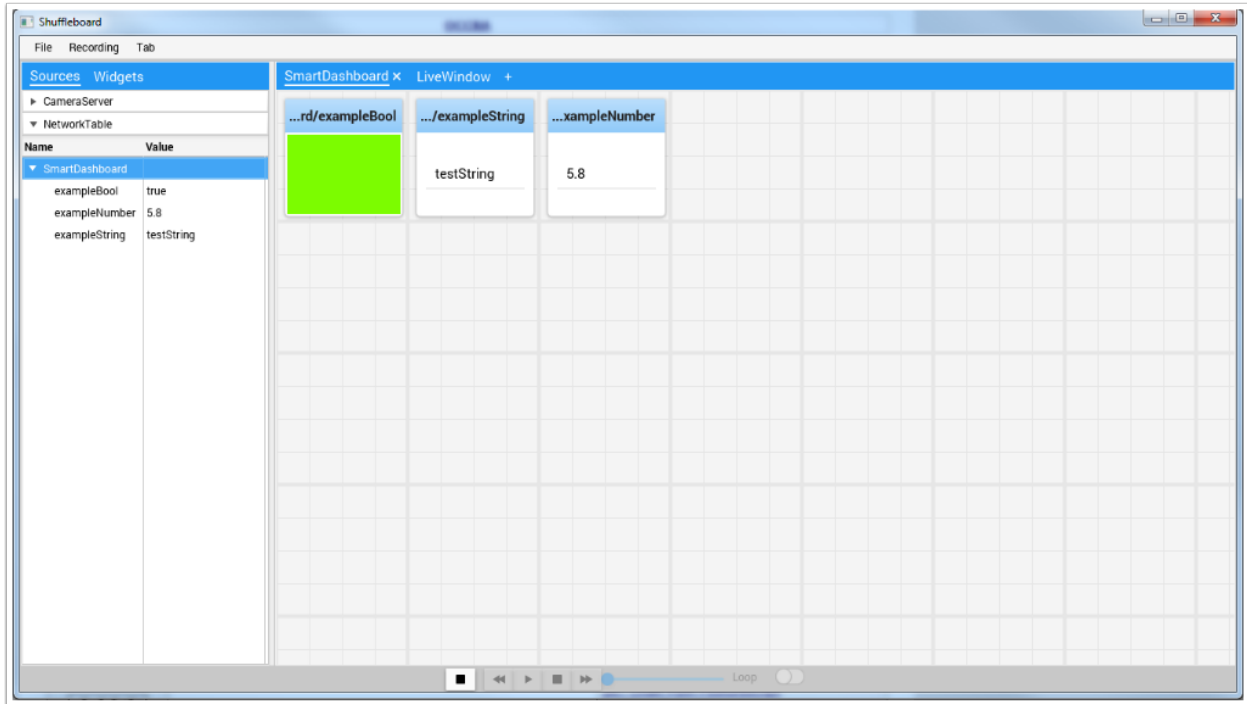 Shuffleboard
File Recording Tab
Sources Widgets
SmartDashboard × LiveWindow +
CameraServer
NetworkTable
Name Value
SmartDashboard
exampleBool true
exampleNumber 5.8
exampleString testString
...rd/exampleBool .../exampleString ...xampleNumber
testString 5.8
Loop